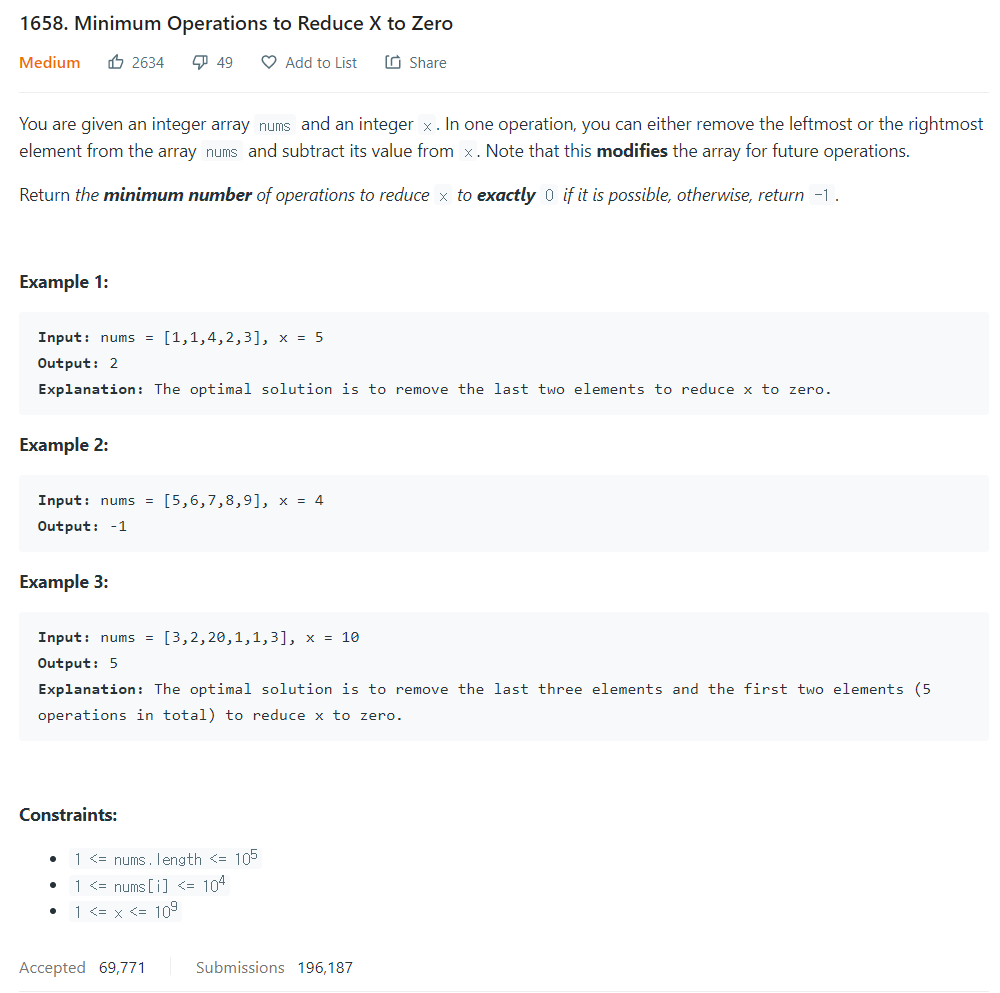 1658. Minimum Operations to Reduce X to Zero
Medium 2634 49 Add to List Share
You are given an integer array nums and an integer x. In one operation, you can either remove the leftmost or the rightmost
element from the array nums and subtract its value from x. Note that this modifies the array for future operations.
Return the minimum number of operations to reduce x to exactly 0 if it is possible, otherwise, return -1.
Example 1:
Input: nums = [1,1,4,2,3], x = 5
Output: 2
Explanation: The optimal solution is to remove the last two elements to reduce x to zero.
Example 2:
Input: nums = [5,6,7,8,9], x = 4
Output: -1
Example 3:
Input: nums = [3,2,20,1,1,3], x = 10
Output: 5
Explanation: The optimal solution is to remove the last three elements and the first two elements (5
operations in total) to reduce x to zero.
Constraints:
• 1 <= nums.length <= 10⁵
• 1 <= nums[i] <= 10⁴
• 1 <= x <= 10⁹
Accepted 69,771 Submissions 196,187